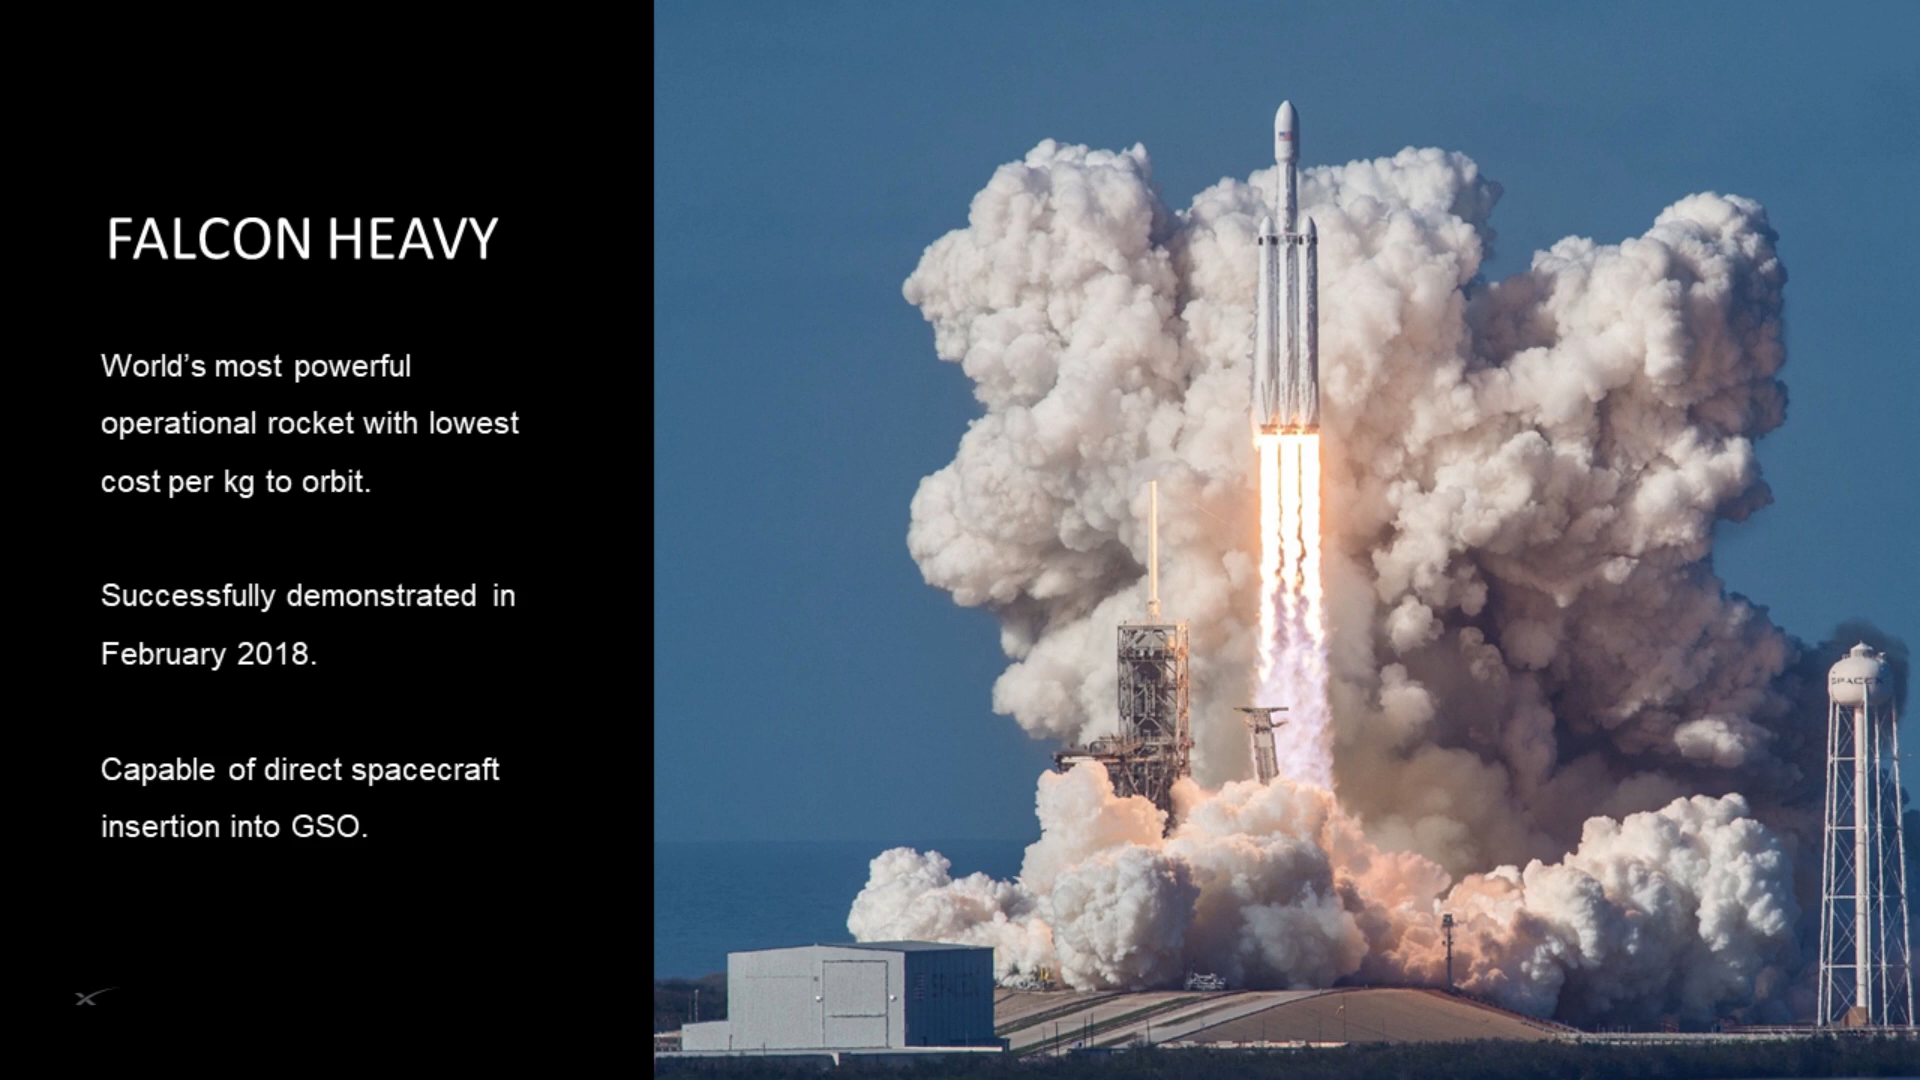 FALCON HEAVY
World’s most powerful
operational rocket with lowest
cost per kg to orbit.
Successfully demonstrated in
February 2018.
Capable of direct spacecraft
insertion into GSO.
SPACEX